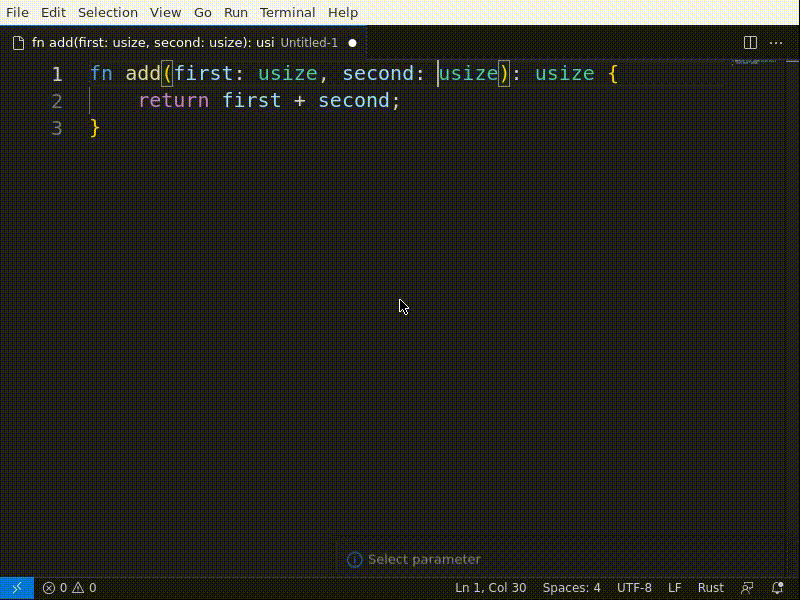 File Edit Selection View Go Run Terminal Help
fn add(first: usize, second: usize): usi Untitled-1
1 fn add(first: usize, second: usize): usize {
2 return first + second;
3 }
Select parameter
0 0 Ln 1, Col 30 Spaces: 4 UTF-8 LF Rust